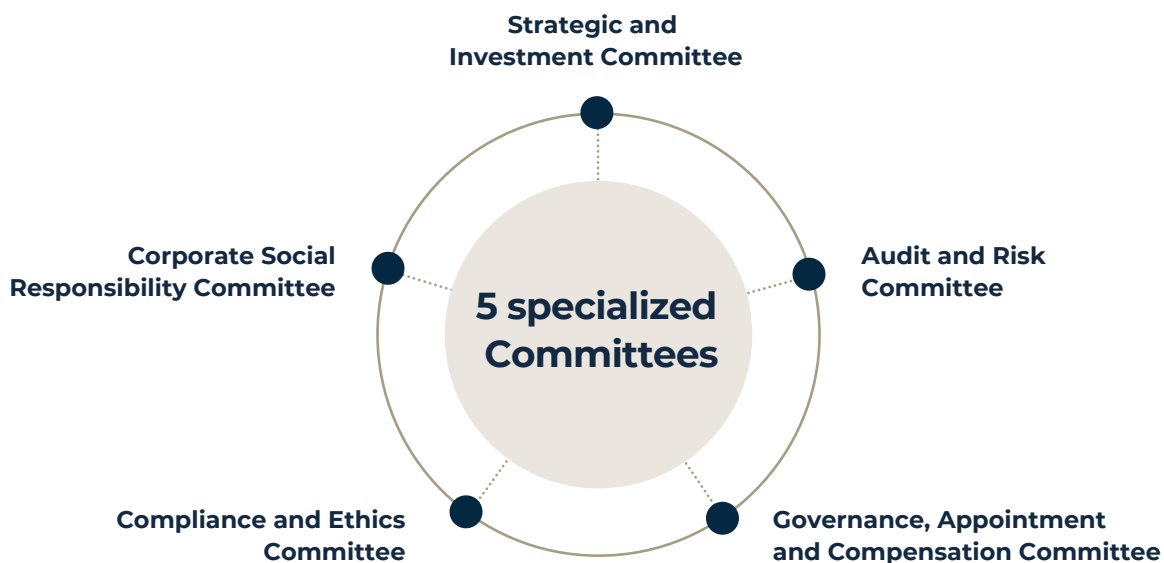 Strategic and
Investment Committee
Corporate Social
Responsibility Committee
Audit and Risk
Committee
5 specialized
Committees
Compliance and Ethics
Committee
Governance, Appointment
and Compensation Committee